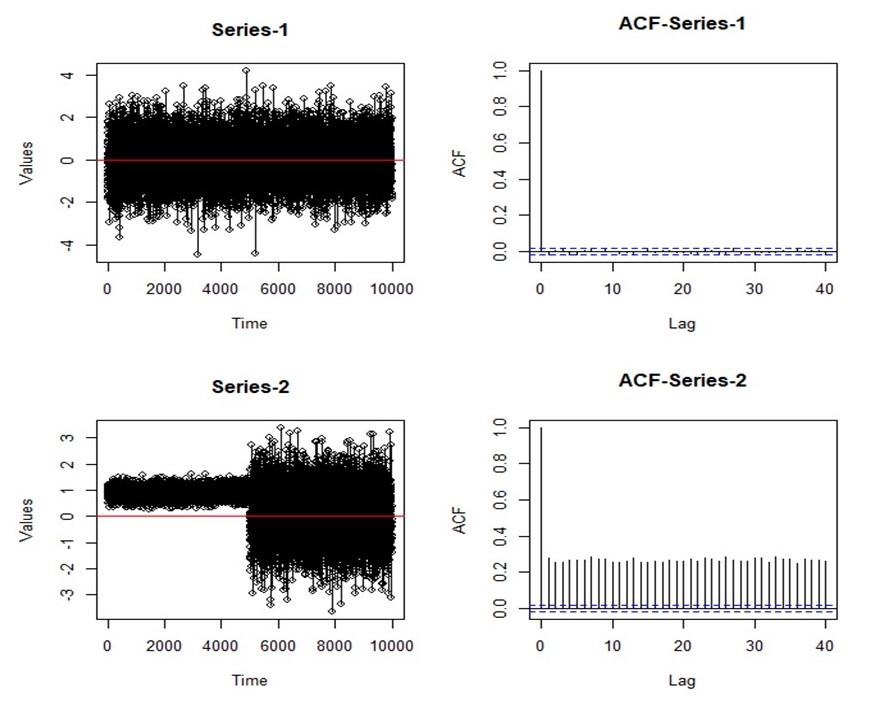 Series-1
Values
4
2
0
-2
-4
0 2000 4000 6000 8000 10000
Time
ACF-Series-1
ACF
1.0
0.8
0.6
0.4
0.2
0.0
0 10 20 30 40
Lag
Series-2
Values
3
2
1
0
-1
-2
-3
0 2000 4000 6000 8000 10000
Time
ACF-Series-2
ACF
1.0
0.8
0.6
0.4
0.2
0.0
0 10 20 30 40
Lag